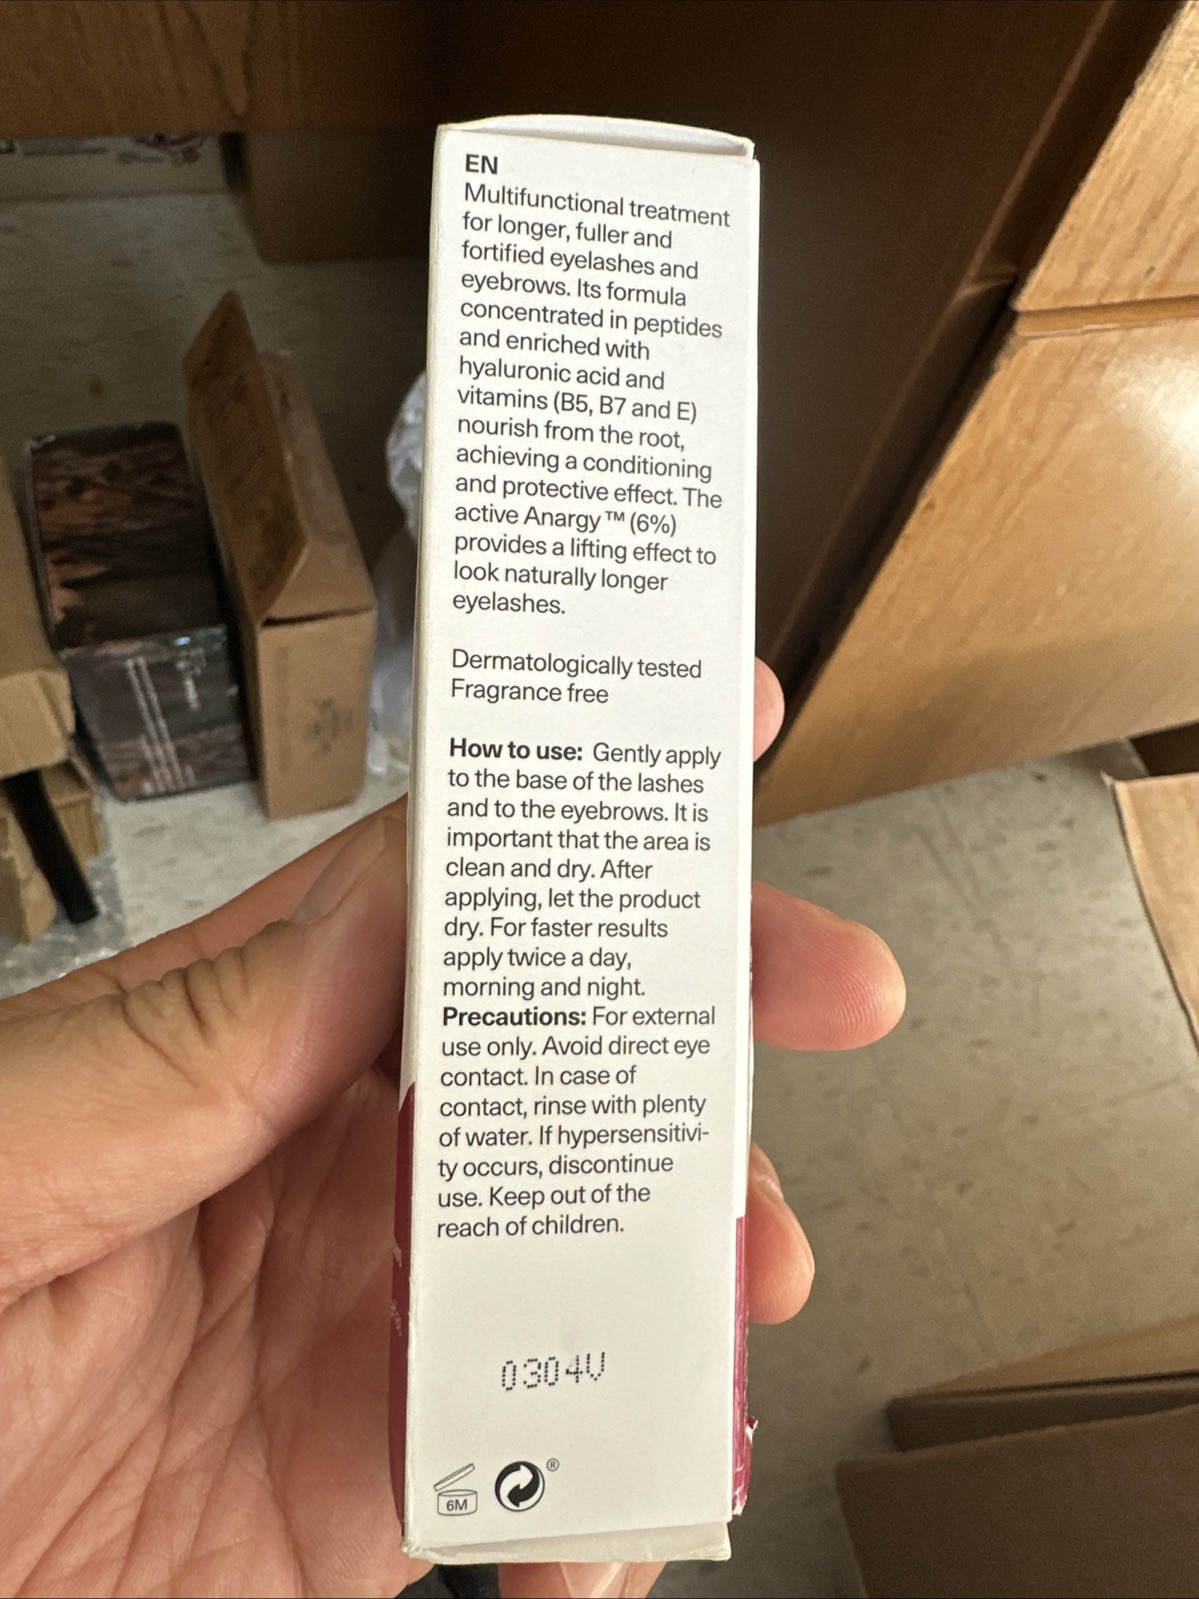 EN
Multifunctional treatment
for longer, fuller and
fortified eyelashes and
eyebrows. Its formula
concentrated in peptides
and enriched with
hyaluronic acid and
vitamins (B5, B7 and E)
nourish from the root,
achieving a conditioning
and protective effect. The
active Anargy™ (6%)
provides a lifting effect to
look naturally longer
eyelashes.
Dermatologically tested
Fragrance free
How to use: Gently apply
to the base of the lashes
and to the eyebrows. It is
important that the area is
clean and dry. After
applying, let the product
dry. For faster results
apply twice a day,
morning and night.
Precautions: For external
use only. Avoid direct eye
contact. In case of
contact, rinse with plenty
of water. If hypersensitivi-
ty occurs, discontinue
use. Keep out of the
reach of children.
0304V
6M ®